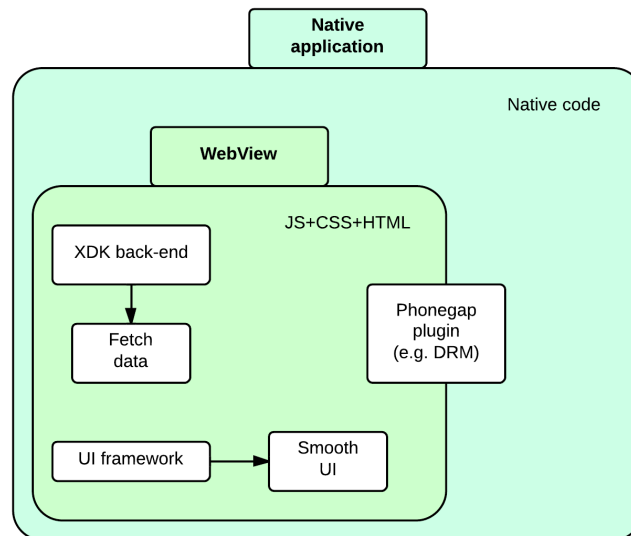 Native
application
Native code
WebView
JS+CSS+HTML
XDK back-end
Fetch
data
Phonegap
plugin
(e.g. DRM)
UI framework
Smooth
UI